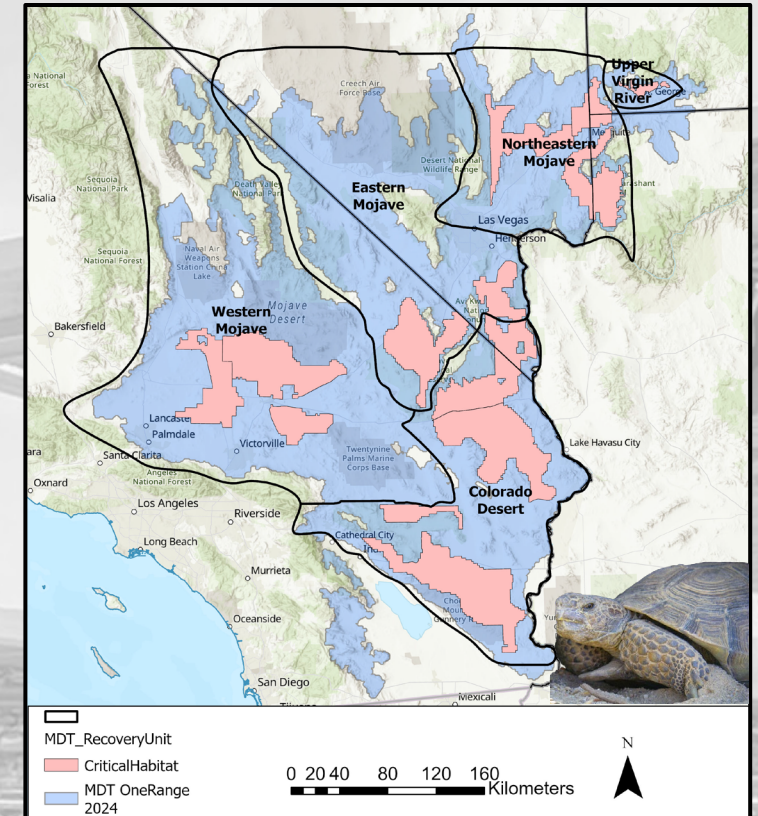 Upper
Virgin
River
George
Creech Air
Force Base
a National
Forest
Northeastern
Mojave
Desert National
Wildlife Range
Sequoia
National Park
Death Valley
National Park
Eastern
Mojave
Visalia
Las Vegas
Henderson
Sequoia
National Forest
Naval Air
Weapons
Station China
Lake
Mojave
Desert
Western
Mojave
Bakersfield
Lancaste
Palmdale
Victorville
Lake Havasu City
Santa Clarita
Twentynine
Palms Marine
Corps Base
Angeles
National Forest
Oxnard
Colorado
Desert
Los Angeles
Riverside
Long Beach
Cathedral City
Murrieta
Oceanside
San Diego
Mexicali
MDT_RecoveryUnit
CriticalHabitat
MDT OneRange
2024
0 20 40 80 120 160
Kilometers
N